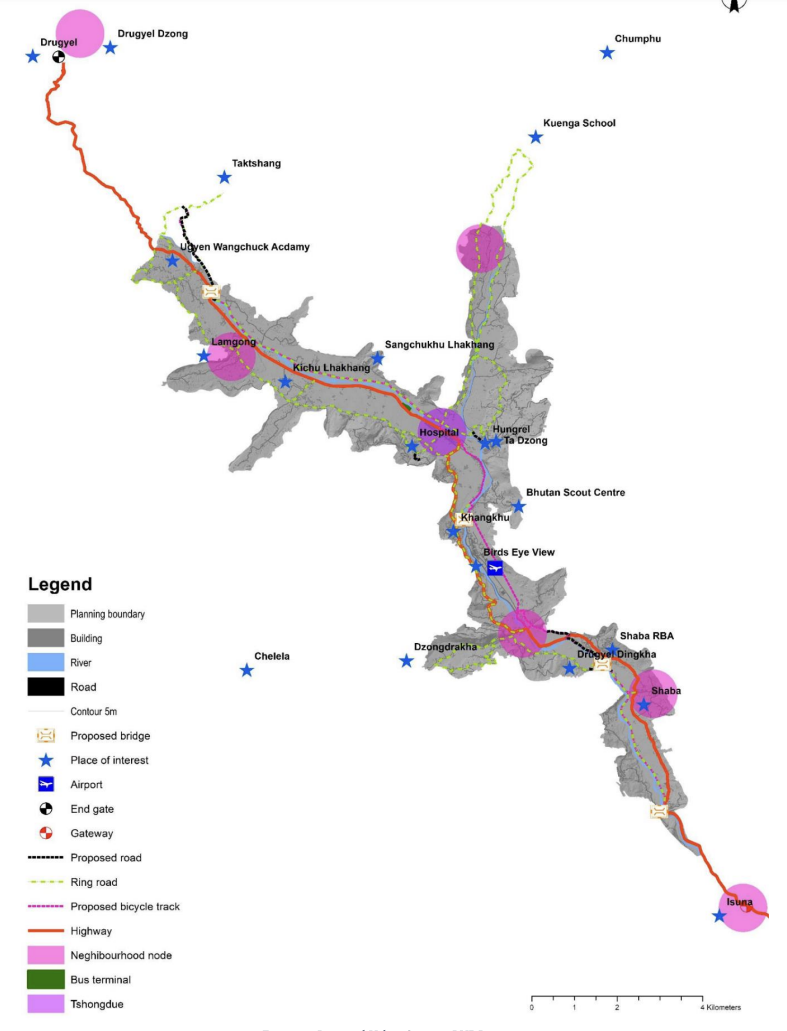 Drugyel
Drugyel Dzong
Chumphu
Kuenga School
Taktshang
Ugyen Wangchuck Acdamy
Lamgong
Sangchukhu Lhakhang
Kichu Lhakhang
Hospital
Hungrel
Ta Dzong
Bhutan Scout Centre
Khangkhu
Birds Eye View
Dzongdrakha
Shaba RBA
Drugyel Dingkha
Chelela
Shaba
Isuna
Legend
Planning boundary
Building
River
Road
Contour 5m
Proposed bridge
Place of interest
Airport
End gate
Gateway
Proposed road
Ring road
Proposed bicycle track
Highway
Neghibourhood node
Bus terminal
Tshongdue
0 1 2 4 Kilometers